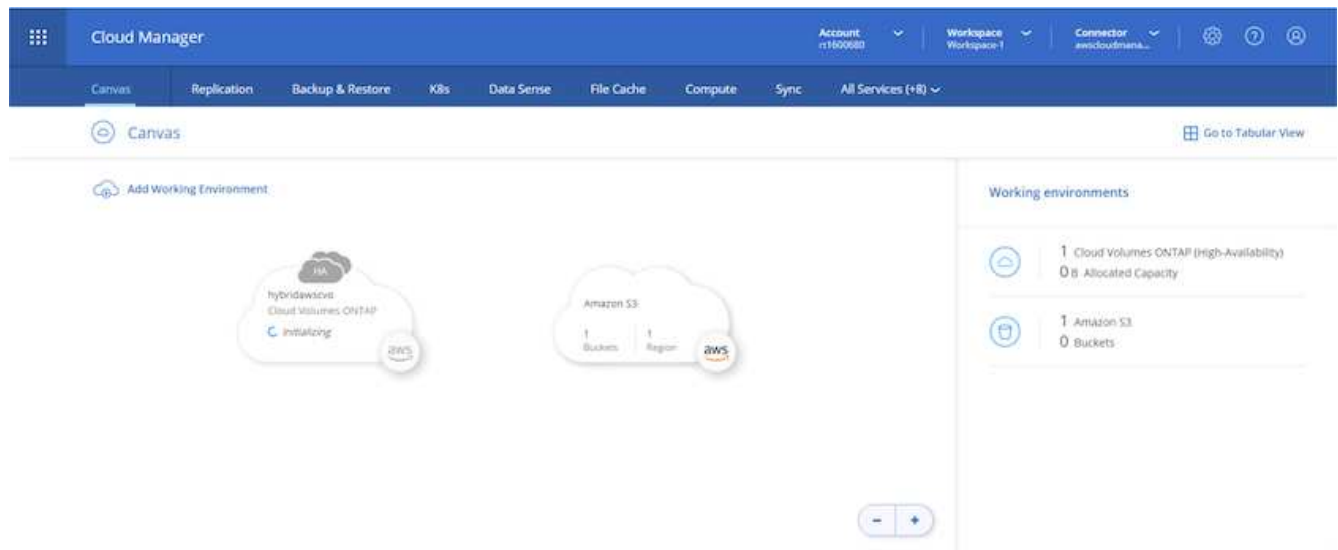 Cloud Manager
Account
rt1600680
Workspace
Workspace-1
Connector
awscloudmana...
Canvas
Replication
Backup & Restore
K8s
Data Sense
File Cache
Compute
Sync
All Services (+8)
Canvas
Go to Tabular View
Add Working Environment
Working environments
HA
hybridawscvo
Cloud Volumes ONTAP
Initializing
aws
Amazon S3
1
Buckets
1
Region
aws
1 Cloud Volumes ONTAP (High-Availability)
0 B Allocated Capacity
1 Amazon S3
0 Buckets